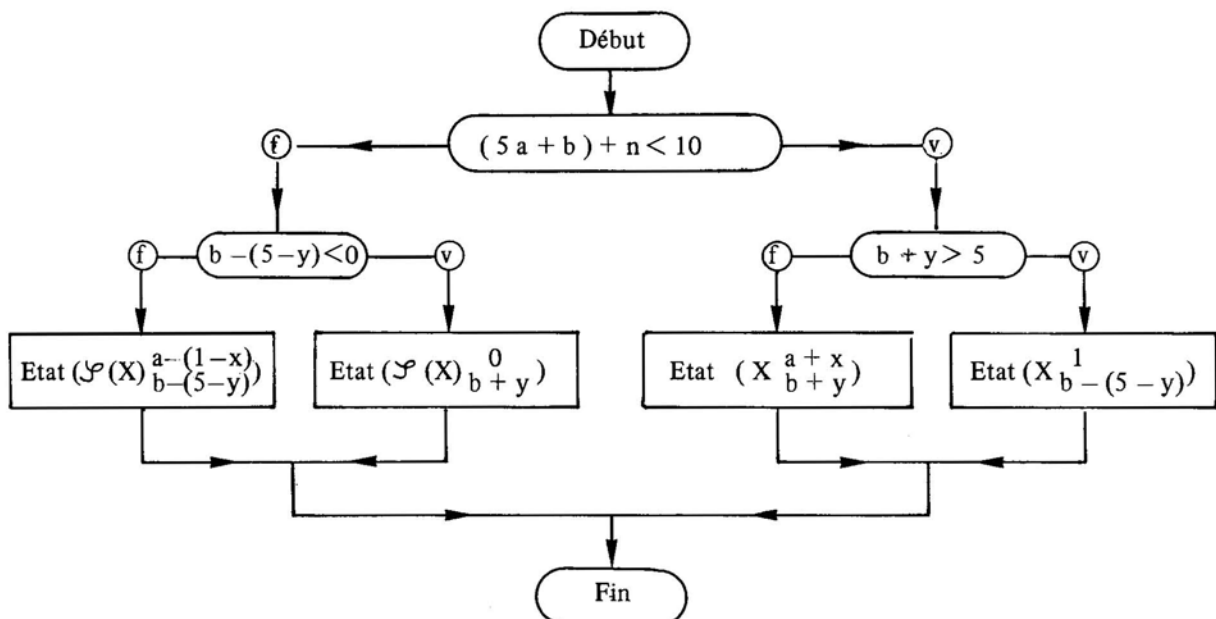 Début
( 5 a + b ) + n < 10
f
v
f
b – (5 – y) < 0
v
f
b + y > 5
v
Etat (𝒮(X) a–(1–x) b–(5–y))
Etat (𝒮(X) 0 b + y )
Etat ( X a + x b + y )
Etat (X 1 b – (5 – y))
Fin